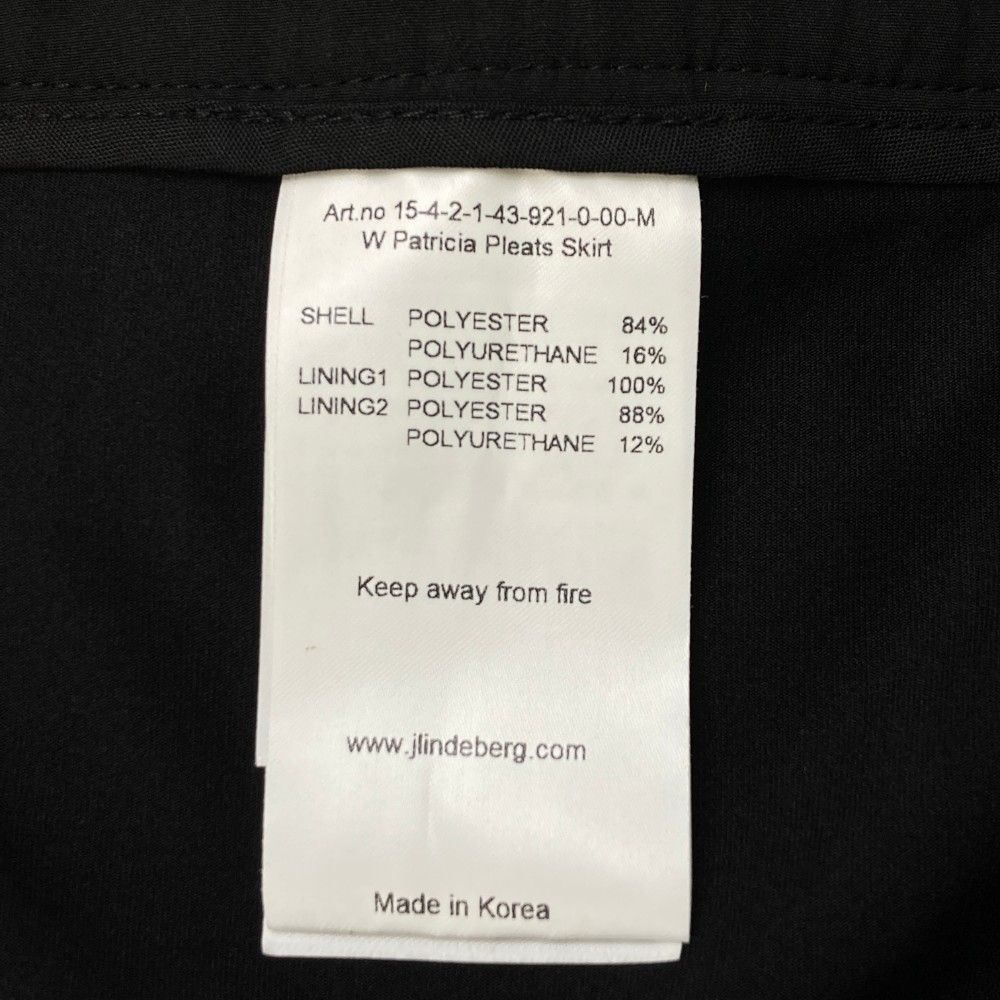 Art.no 15-4-2-1-43-921-0-00-M
W Patricia Pleats Skirt
SHELL POLYESTER 84%
POLYURETHANE 16%
LINING1 POLYESTER 100%
LINING2 POLYESTER 88%
POLYURETHANE 12%
Keep away from fire
www.jlindeberg.com
Made in Korea